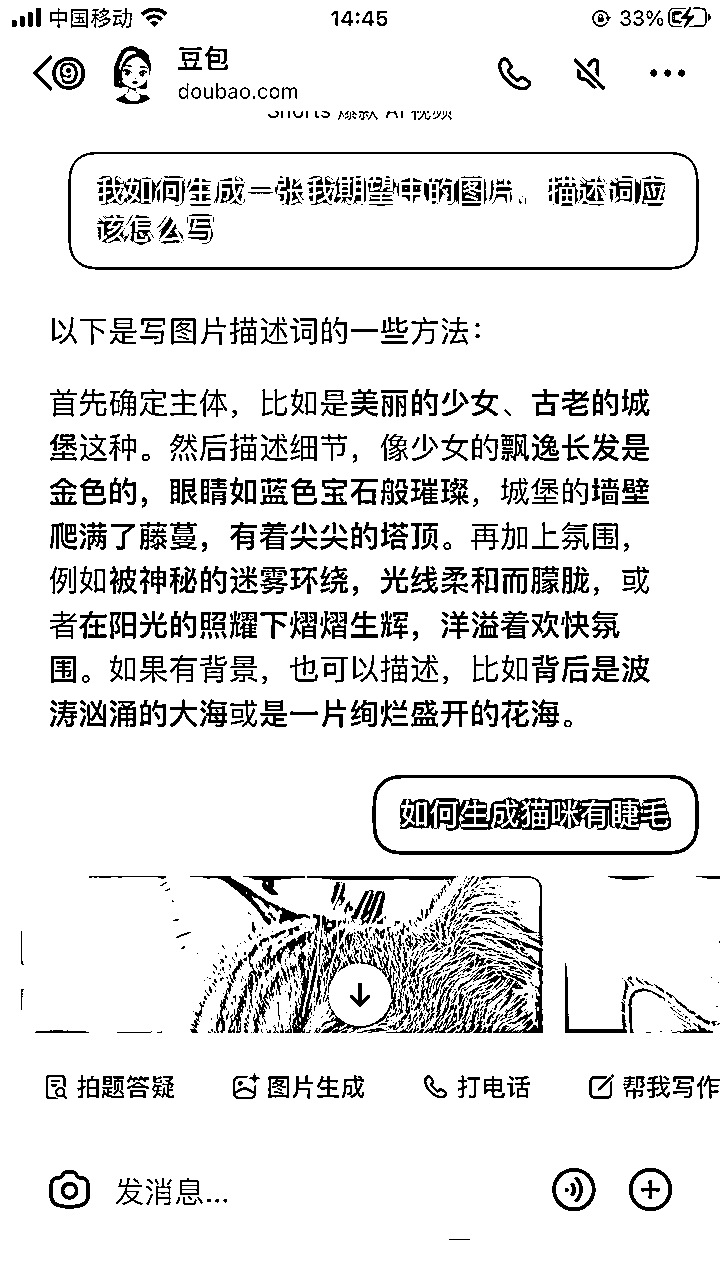 中国移动 14:45 33%
9 豆包
doubao.com
Shorts 爆款 AI 视频
我如何生成一张我期望中的图片。描述词应
该怎么写
以下是写图片描述词的一些方法：
首先确定主体，比如是美丽的少女、古老的城
堡这种。然后描述细节，像少女的飘逸长发是
金色的，眼睛如蓝色宝石般璀璨，城堡的墙壁
爬满了藤蔓，有着尖尖的塔顶。再加上氛围，
例如被神秘的迷雾环绕，光线柔和而朦胧，或
者在阳光的照耀下熠熠生辉，洋溢着欢快氛
围。如果有背景，也可以描述，比如背后是波
涛汹涌的大海或是一片绚烂盛开的花海。
如何生成猫咪有睫毛
拍题答疑 图片生成 打电话 帮我写作
发消息...